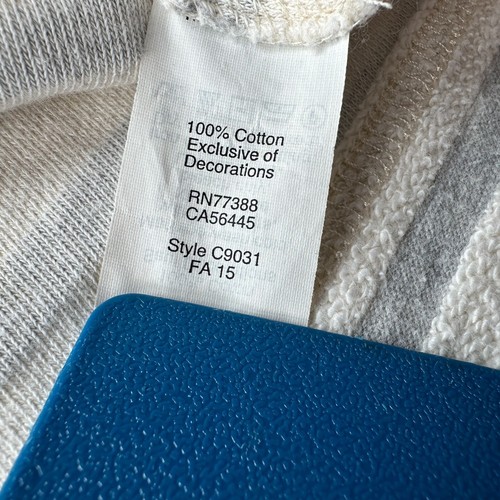 100% Cotton
Exclusive of
Decorations
RN77388
CA56445
Style C9031
FA 15